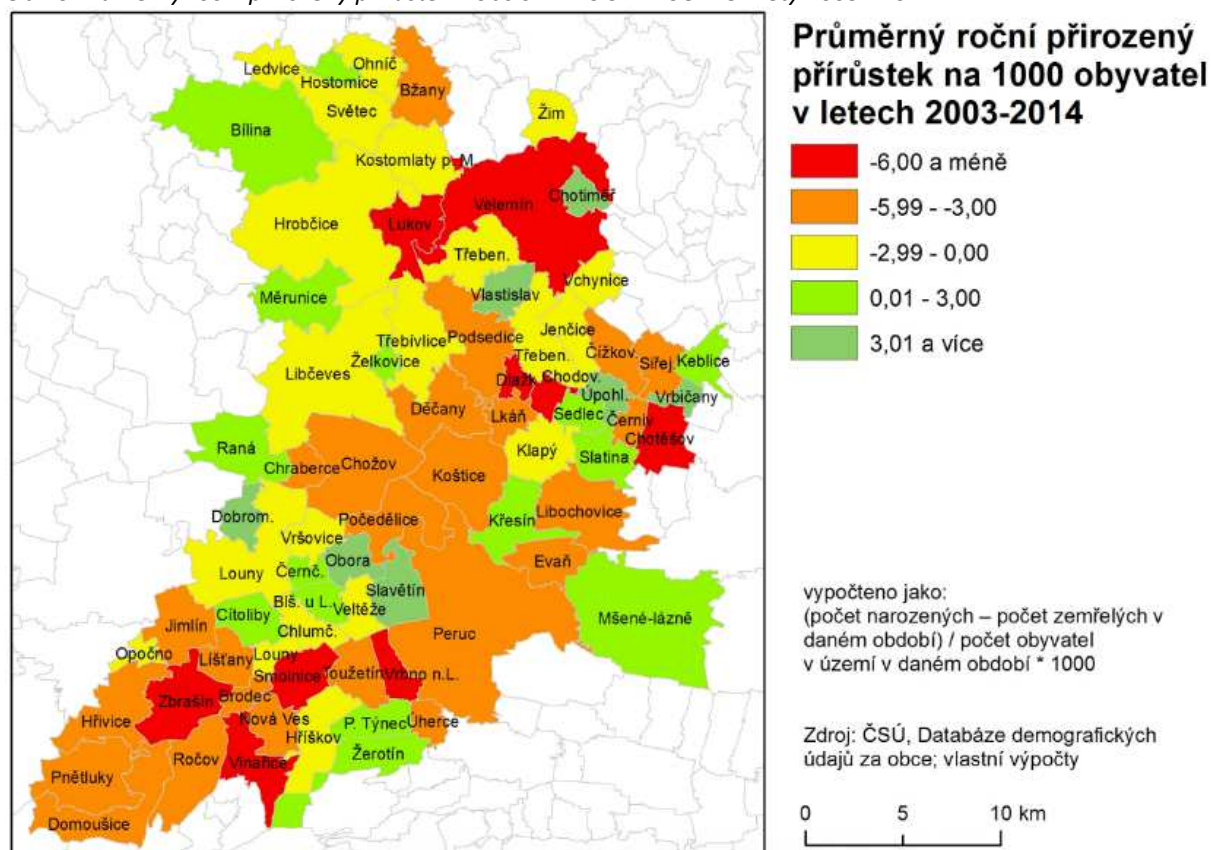 Průměrný roční přirozený
přírůstek na 1000 obyvatel
v letech 2003-2014
-6,00 a méně
-5,99 - -3,00
-2,99 - 0,00
0,01 - 3,00
3,01 a více
Ledvice
Ohníč
Hostomice
Bžany
Světec
Žim
Bílina
Kostomlaty p. M.
Chotiměř
Velemín
Hrobčice
Lukov
Třeben.
Vchynice
Vlastislav
Měrunice
Jenčice
Třebívlice
Podsedice
Třeben.
Čížkov.
Siřej.
Keblice
Želkovice
Libčeves
Dlažk.
Chodov.
Úpohl.
Vrbičany
Děčany
Lkáň
Sedlec
Černiv
Chotěšov
Raná
Klapý
Slatina
Chraberce
Chožov
Koštice
Dobrom.
Počedělice
Křesín
Libochovice
Vršovice
Obora
Evaň
Louny
Černč.
Slavětín
Blš. u L.
Veltěže
Mšené-lázně
Cítoliby
Jimlín
Chlumč.
Peruc
Opočno
Líšťany
Louny
Smolnice
Toužetín
Vrbno n.L.
Zbrašín
Brodec
Hřivice
Nová Ves
P. Týnec
Úherce
Hříškov
Ročov
Vinařice
Žerotín
Pnětluky
Domoušice
vypočteno jako:
(počet narozených – počet zemřelých v
daném období) / počet obyvatel
v území v daném období * 1000
Zdroj: ČSÚ, Databáze demografických
údajů za obce; vlastní výpočty
0 5 10 km